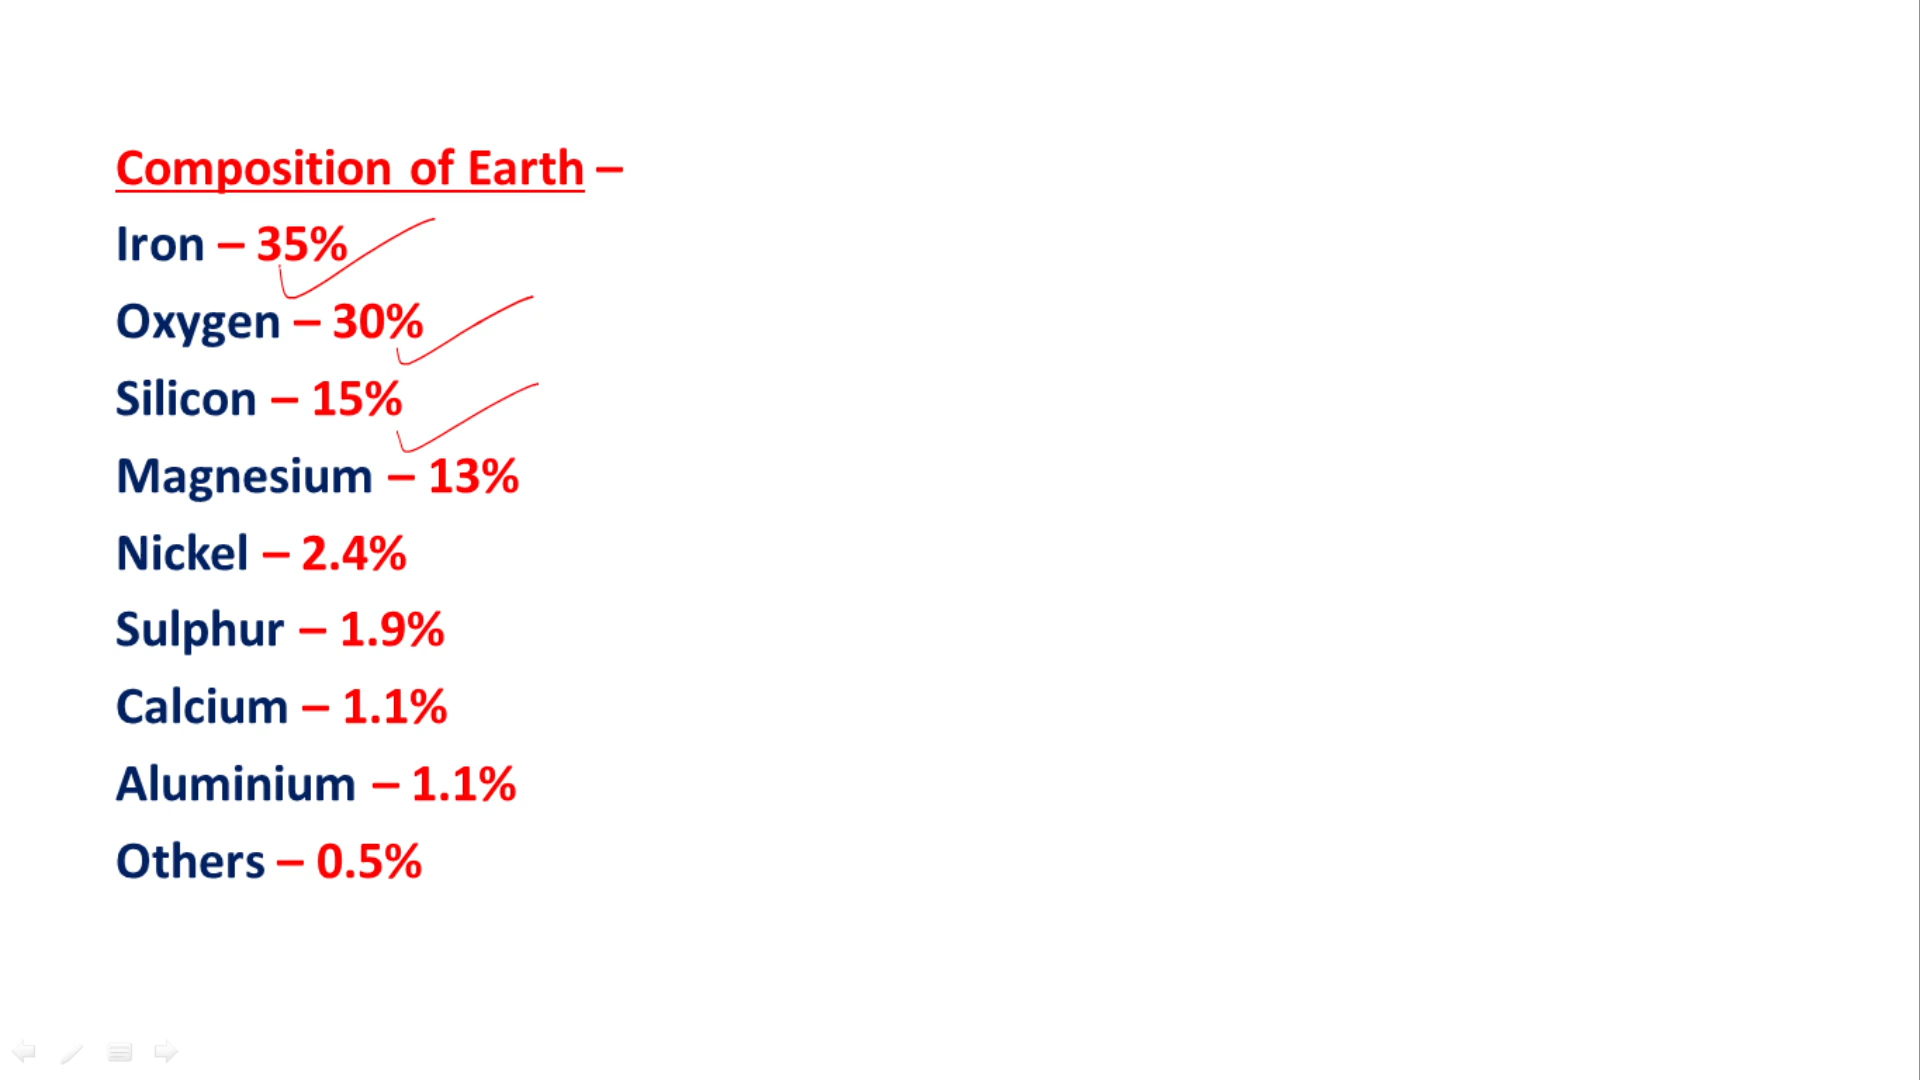 Composition of Earth –
Iron – 35%
Oxygen – 30%
Silicon – 15%
Magnesium – 13%
Nickel – 2.4%
Sulphur – 1.9%
Calcium – 1.1%
Aluminium – 1.1%
Others – 0.5%